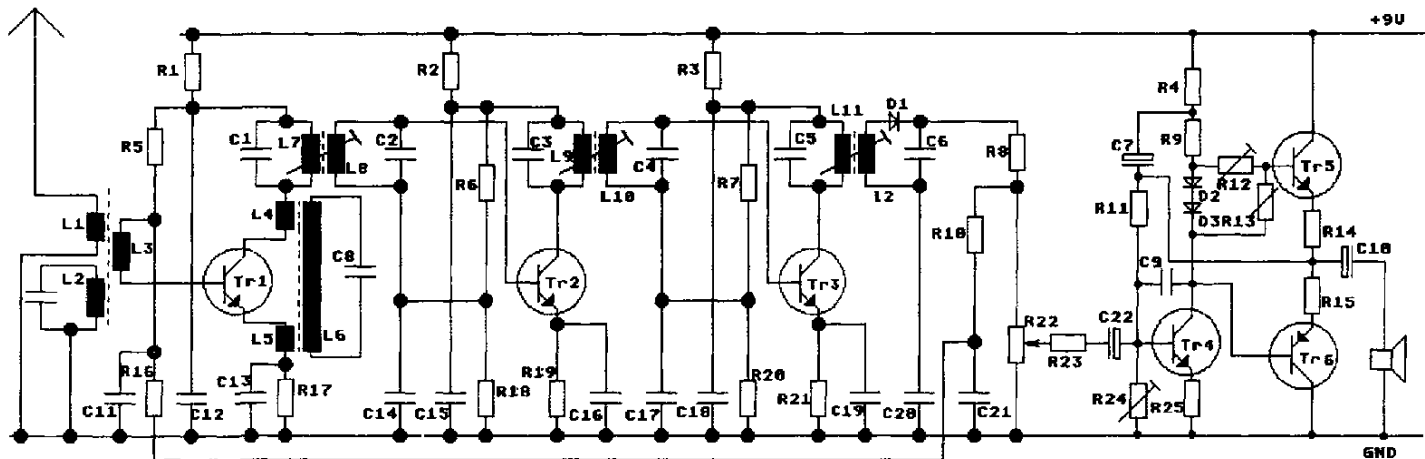 +9U
R1
R2
R3
R4
L11
D1
C1
L7
C2
C3
L9
C4
C5
C6
R8
C7
R9
R5
L8
R6
L10
R7
l2
R12
Tr5
D2
R11
D3
R13
L1
L3
L4
R10
R14
C10
L2
Tr1
C8
Tr2
Tr3
C9
R15
L5
L6
R22
C22
R23
Tr4
Tr6
R16
C13
R17
R19
R20
R21
C11
C12
C14
C15
R18
C16
C17
C18
C19
C20
C21
R24
R25
GND